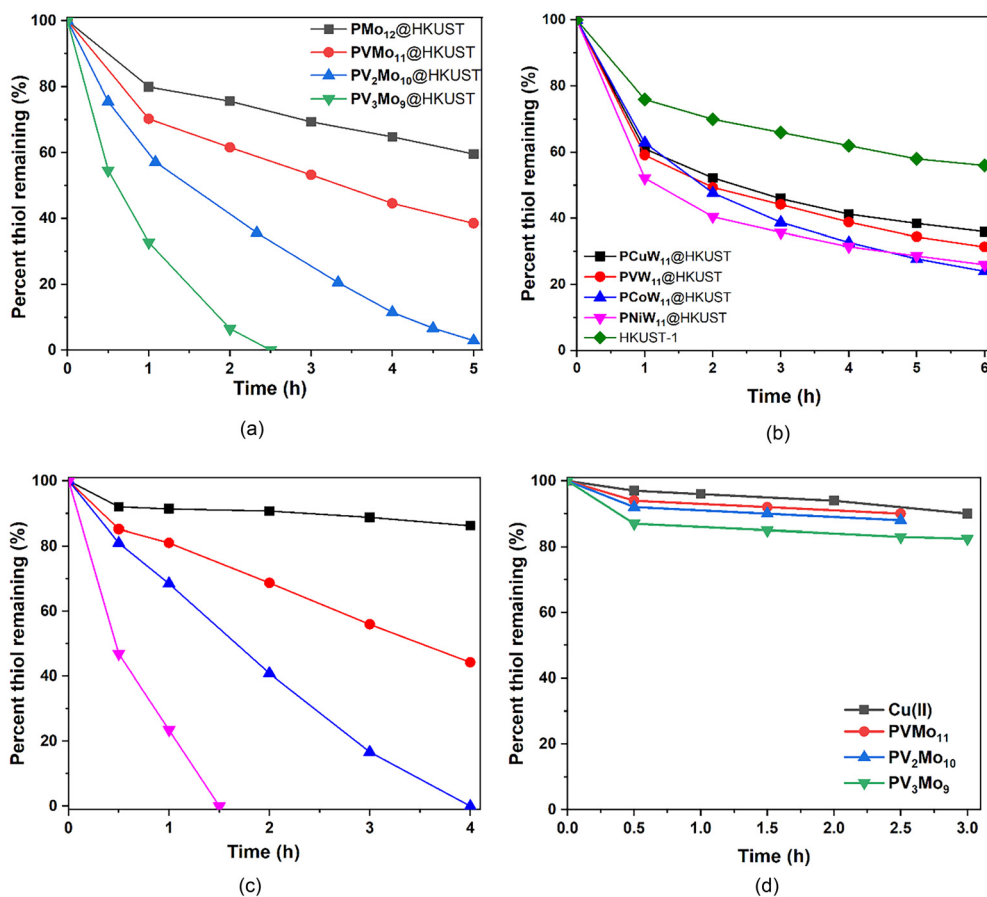 Percent thiol remaining (%)
100
80
60
40
20
0
PMo₁₂@HKUST
PVMo₁₁@HKUST
PV₂Mo₁₀@HKUST
PV₃Mo₉@HKUST
0 1 2 3 4 5
Time (h)
(a)
Percent thiol remaining (%)
100
80
60
40
20
0
PCuW₁₁@HKUST
PVW₁₁@HKUST
PCoW₁₁@HKUST
PNiW₁₁@HKUST
HKUST-1
0 1 2 3 4 5 6
Time (h)
(b)
Percent thiol remaining (%)
100
80
60
40
20
0
0 1 2 3 4
Time (h)
(c)
Percent thiol remaining (%)
100
80
60
40
20
0
Cu(II)
PVMo₁₁
PV₂Mo₁₀
PV₃Mo₉
0.0 0.5 1.0 1.5 2.0 2.5 3.0
Time (h)
(d)